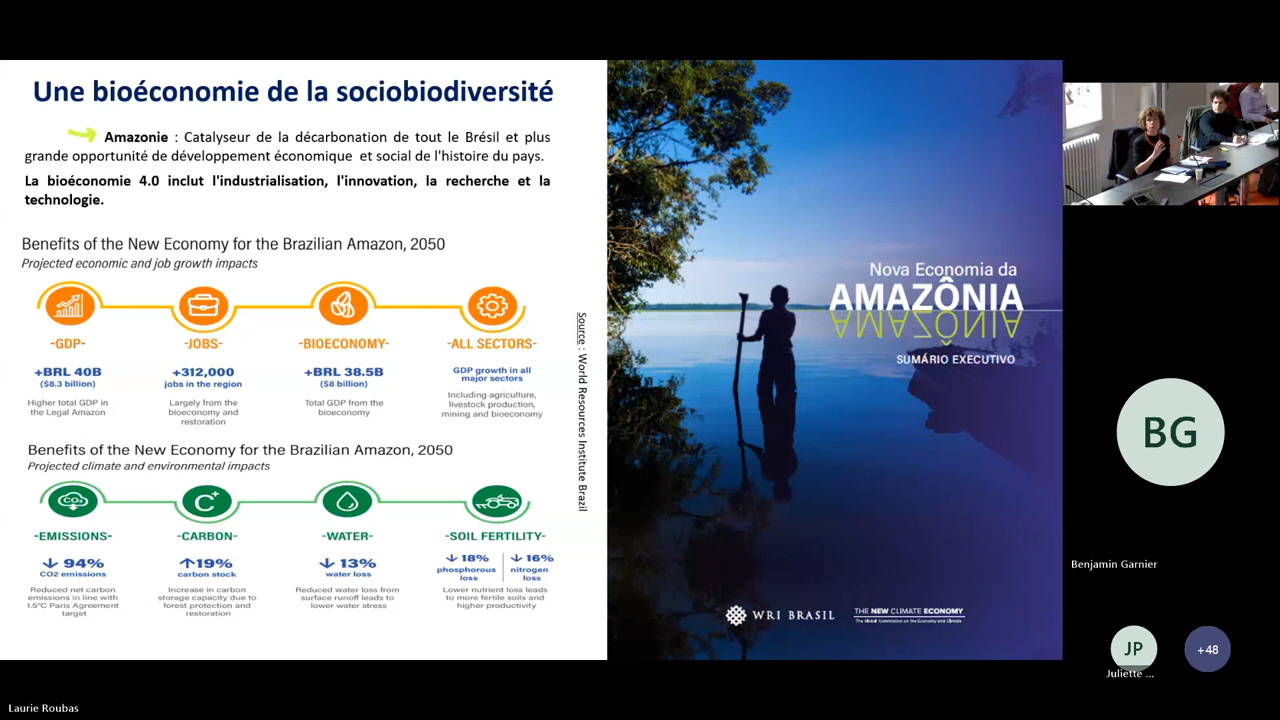 Une bioéconomie de la sociobiodiversité
Amazonie : Catalyseur de la décarbonation de tout le Brésil et plus
grande opportunité de développement économique et social de l'histoire du pays.
La bioéconomie 4.0 inclut l'industrialisation, l'innovation, la recherche et la
technologie.
Benefits of the New Economy for the Brazilian Amazon, 2050
Projected economic and job growth impacts
-GDP-
+BRL 40B
($8.3 billion)
Higher total GDP in
the Legal Amazon
-JOBS-
+312,000
jobs in the region
Largely from the
bioeconomy and
restoration
-BIOECONOMY-
+BRL 38.5B
($8 billion)
Total GDP from the
bioeconomy
-ALL SECTORS-
GDP growth in all
major sectors
Including agriculture,
livestock production,
mining and bioeconomy
Benefits of the New Economy for the Brazilian Amazon, 2050
Projected climate and environmental impacts
CO2
-EMISSIONS-
↓ 94%
CO2 emissions
Reduced net carbon
emissions in line with
1.5°C Paris Agreement
target
C+
-CARBON-
↑19%
carbon stock
Increase in carbon
storage capacity due to
forest protection and
restoration
-WATER-
↓ 13%
water loss
Reduced water loss from
surface runoff leads to
lower water stress
-SOIL FERTILITY-
↓ 18%
phosphorous
loss
↓ 16%
nitrogen
loss
Lower nutrient loss leads
to more fertile soils and
higher productivity
Source : World Resources Institute Brazil
Nova Economia da
AMAZÔNIA
AMAZÔNIA
SUMÁRIO EXECUTIVO
WRI BRASIL
THE NEW CLIMATE ECONOMY
The Global Commission on the Economy and Climate
BG
Benjamin Garnier
JP
Juliette ...
+48
Laurie Roubas